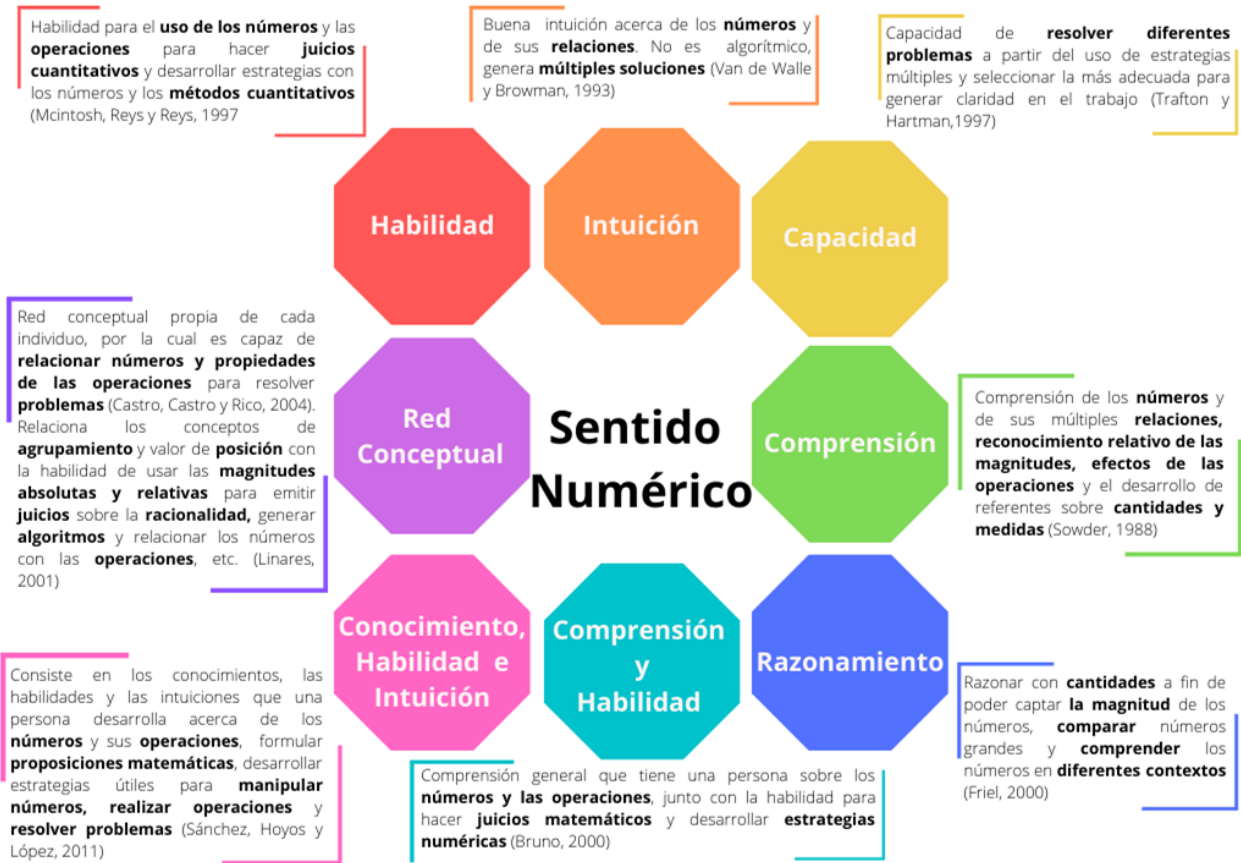 Habilidad para el uso de los números y las
operaciones para hacer juicios
cuantitativos y desarrollar estrategias con
los números y los métodos cuantitativos
(Mcintosh, Reys y Reys, 1997
Buena intuición acerca de los números y
de sus relaciones. No es algorítmico,
genera múltiples soluciones (Van de Walle
y Browman, 1993)
Capacidad de resolver diferentes
problemas a partir del uso de estrategias
múltiples y seleccionar la más adecuada para
generar claridad en el trabajo (Trafton y
Hartman,1997)
Habilidad
Intuición
Capacidad
Red conceptual propia de cada
individuo, por la cual es capaz de
relacionar números y propiedades
de las operaciones para resolver
problemas (Castro, Castro y Rico, 2004).
Relaciona los conceptos de
agrupamiento y valor de posición con
la habilidad de usar las magnitudes
absolutas y relativas para emitir
juicios sobre la racionalidad, generar
algoritmos y relacionar los números
con las operaciones, etc. (Linares,
2001)
Red
Conceptual
Sentido
Numérico
Comprensión
Comprensión de los números y
de sus múltiples relaciones,
reconocimiento relativo de las
magnitudes, efectos de las
operaciones y el desarrollo de
referentes sobre cantidades y
medidas (Sowder, 1988)
Conocimiento,
Habilidad e
Intuición
Comprensión
y
Habilidad
Razonamiento
Consiste en los conocimientos, las
habilidades y las intuiciones que una
persona desarrolla acerca de los
números y sus operaciones, formular
proposiciones matemáticas, desarrollar
estrategias útiles para manipular
números, realizar operaciones y
resolver problemas (Sánchez, Hoyos y
López, 2011)
Comprensión general que tiene una persona sobre los
números y las operaciones, junto con la habilidad para
hacer juicios matemáticos y desarrollar estrategias
numéricas (Bruno, 2000)
Razonar con cantidades a fin de
poder captar la magnitud de los
números, comparar números
grandes y comprender los
números en diferentes contextos
(Friel, 2000)